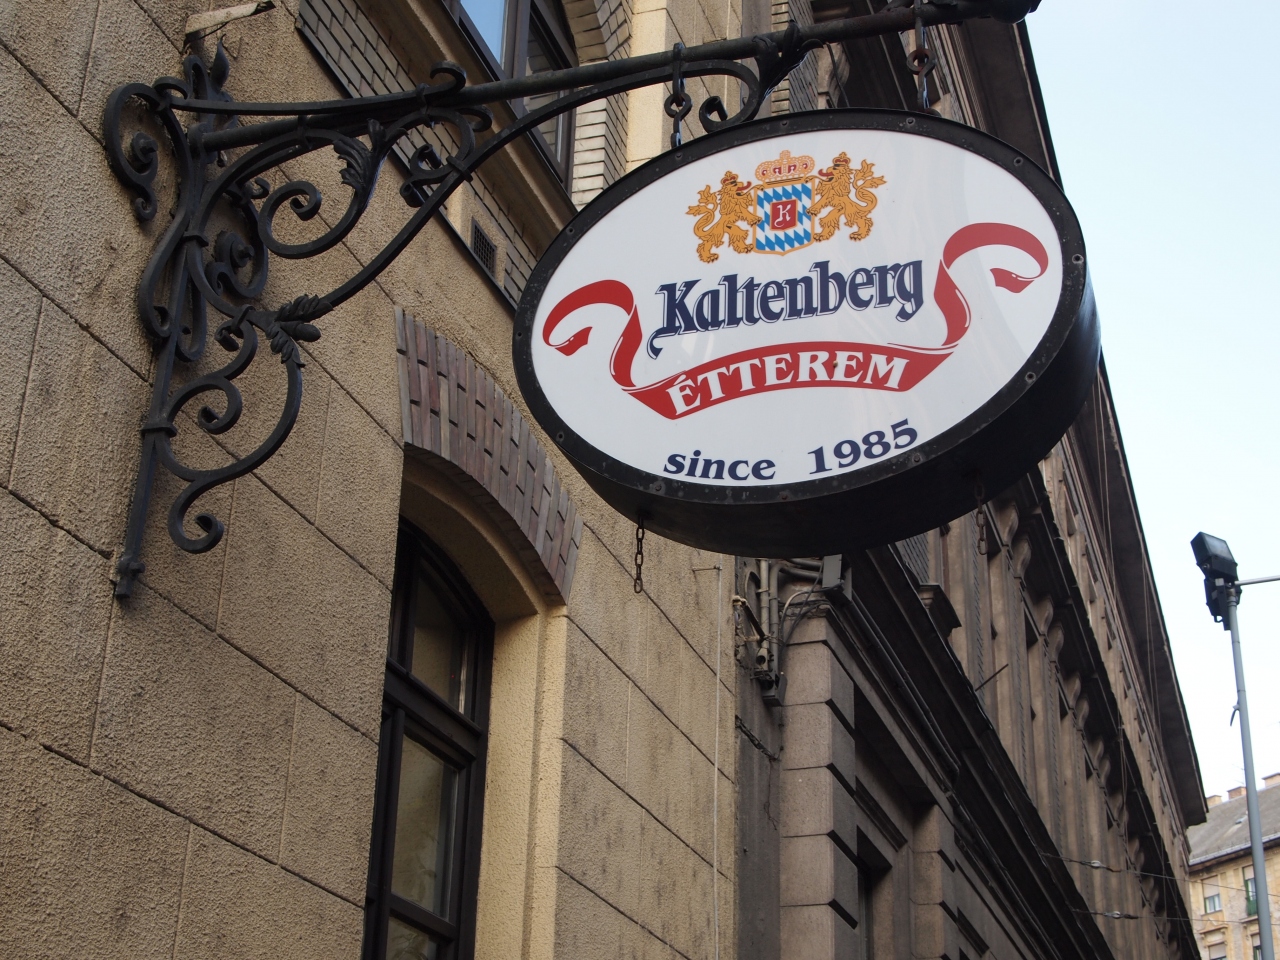 K
Kaltenberg
ÉTTEREM
since 1985